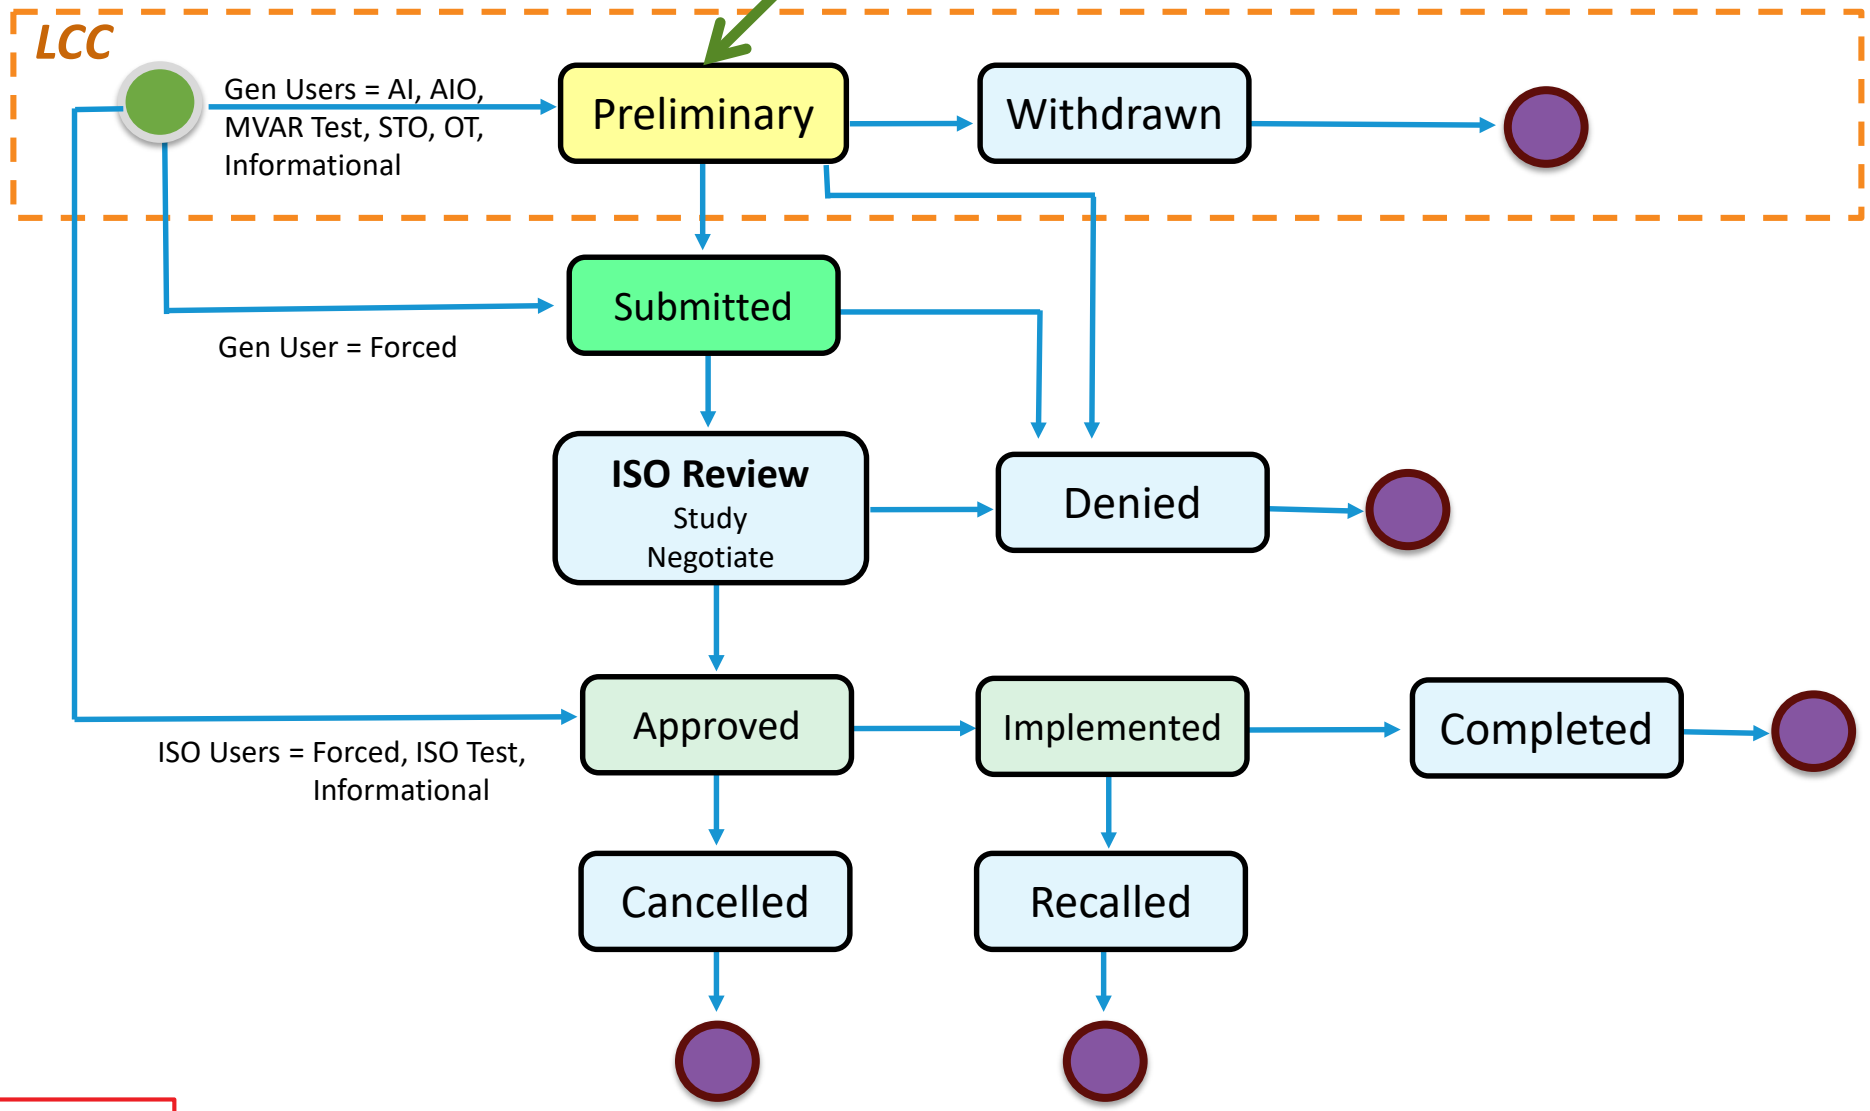 LCC
Gen Users = AI, AIO,
MVAR Test, STO, OT,
Informational
Preliminary
Withdrawn
Submitted
Gen User = Forced
ISO Review
Study
Negotiate
Denied
Approved
Implemented
Completed
ISO Users = Forced, ISO Test,
Informational
Cancelled
Recalled